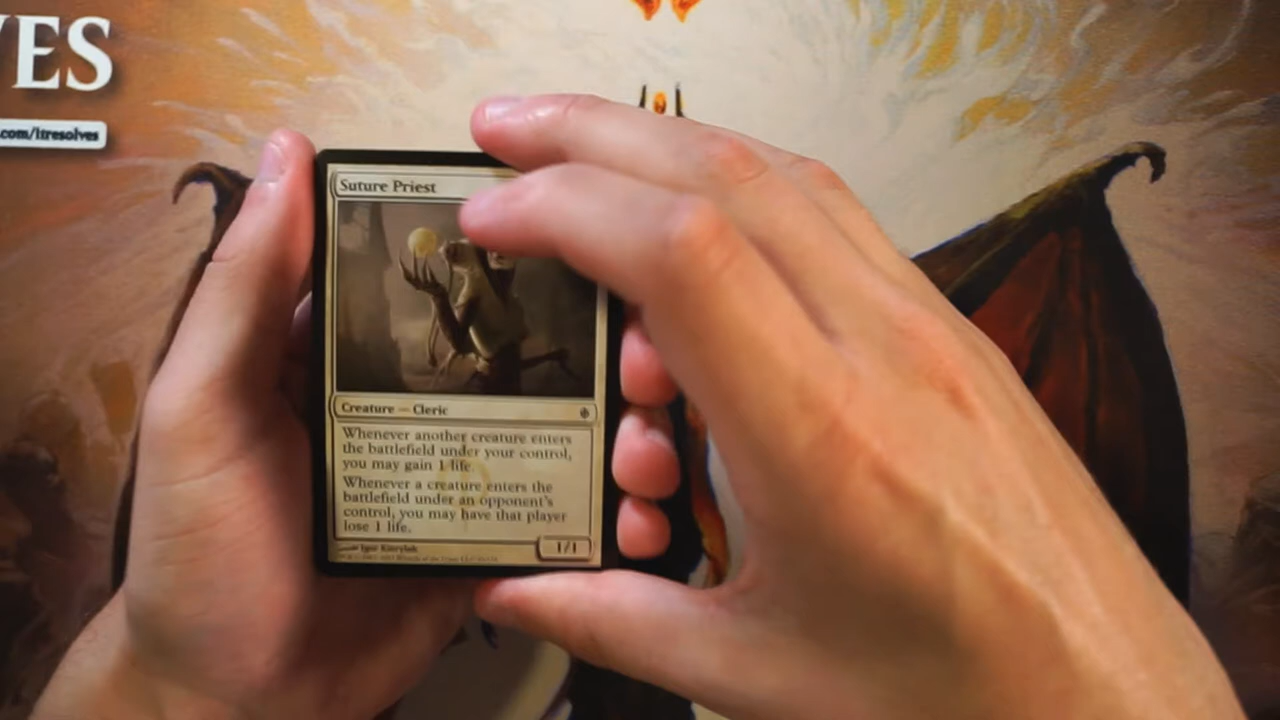 VES
.com/itresolves
Suture Priest
Creature — Cleric
Whenever another creature enters
the battlefield under your control,
you may gain 1 life.
Whenever a creature enters the
battlefield under an opponent's
control, you may have that player
lose 1 life.
Igor Kieryluk
1/1